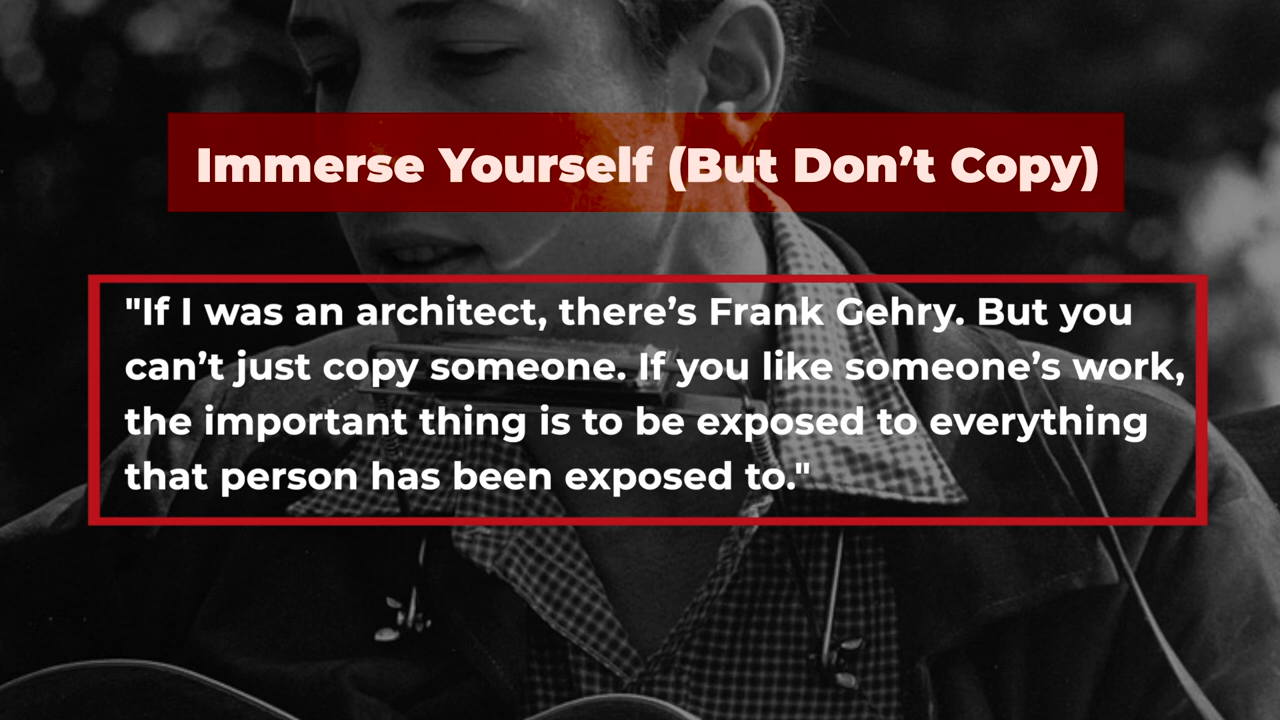 Immerse Yourself (But Don’t Copy)
"If I was an architect, there’s Frank Gehry. But you
can’t just copy someone. If you like someone’s work,
the important thing is to be exposed to everything
that person has been exposed to."